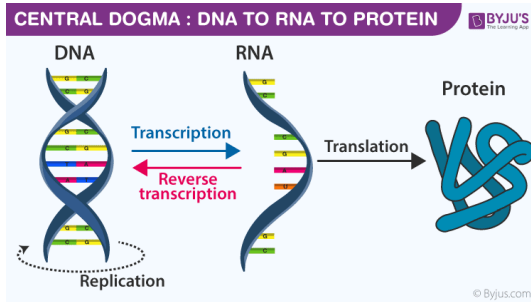 CENTRAL DOGMA : DNA TO RNA TO PROTEIN
BYJU'S
The Learning App
DNA
RNA
Protein
Transcription
Reverse
transcription
Translation
Replication
G C
C G
G C
C G
G
C
C
G
A
U
G
C
G C
C G
© Byjus.com